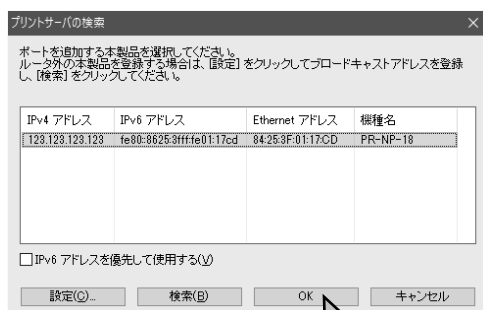 プリントサーバの検索
ポートを追加する本製品を選択してください。
ルータ外の本製品を登録する場合は、[設定] をクリックしてブロードキャストアドレスを登録
し、[検索] をクリックしてください。
IPv4 アドレス IPv6 アドレス Ethernet アドレス 機種名
123.123.123.123 fe80::8625:3fff:fe01:17cd 84:25:3F:01:17:CD PR-NP-18
IPv6 アドレスを優先して使用する(V)
設定(C)... 検索(B) OK キャンセル